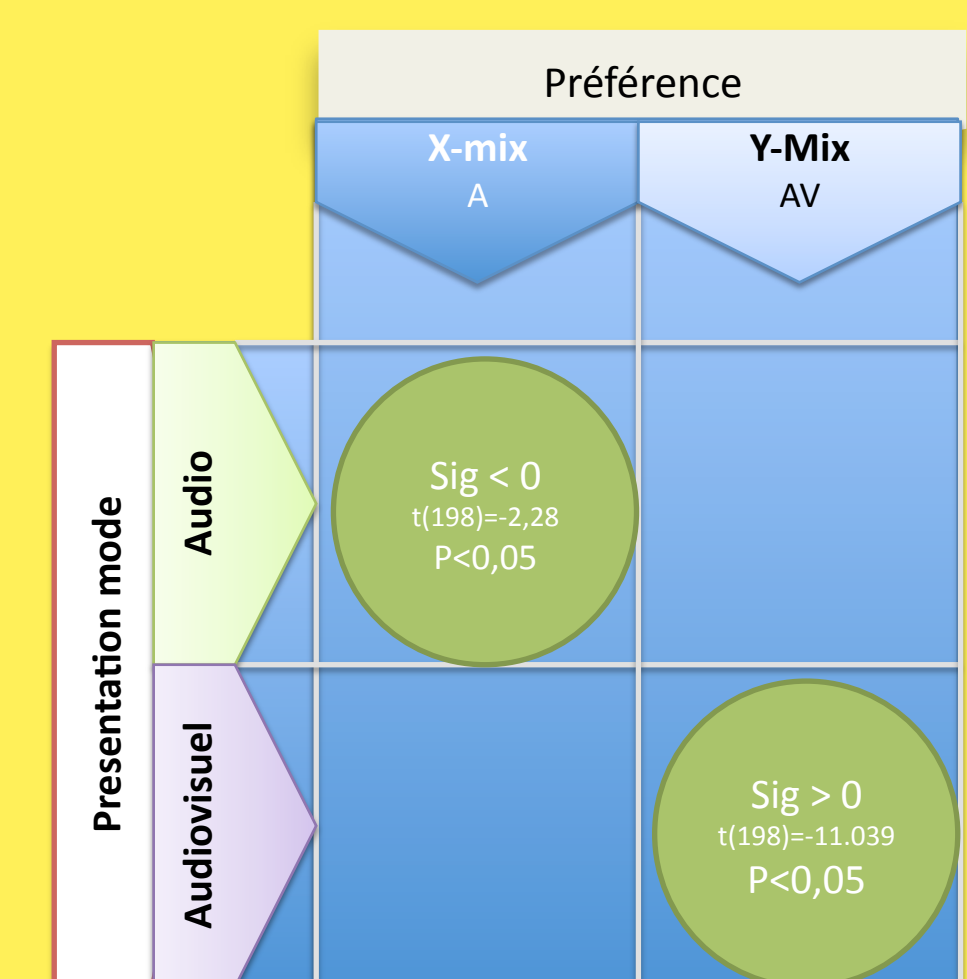 Préférence
X-mix
A
Y-Mix
AV
Presentation mode
Audio
Sig < 0
t(198)=-2,28
P<0,05
Audiovisuel
Sig > 0
t(198)=-11.039
P<0,05